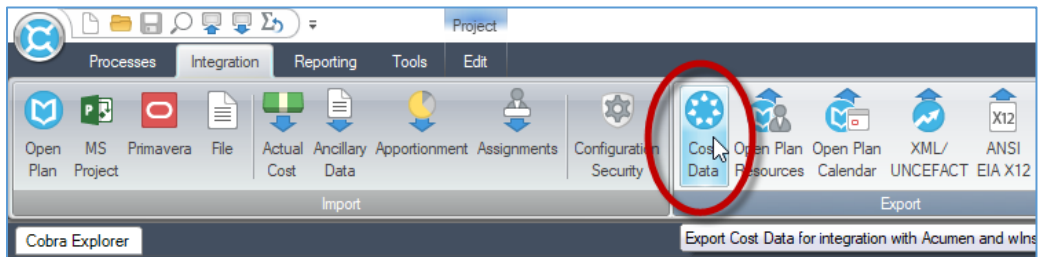 Project
Processes Integration Reporting Tools Edit
Open Plan
MS Project
Primavera
File
Actual Cost
Ancillary Data
Apportionment
Assignments
Configuration Security
Cost Data
Open Plan Resources
Open Plan Calendar
XML/ UNCEFACT
X12
ANSI EIA X12
Import Export
Cobra Explorer
Export Cost Data for integration with Acumen and wIns